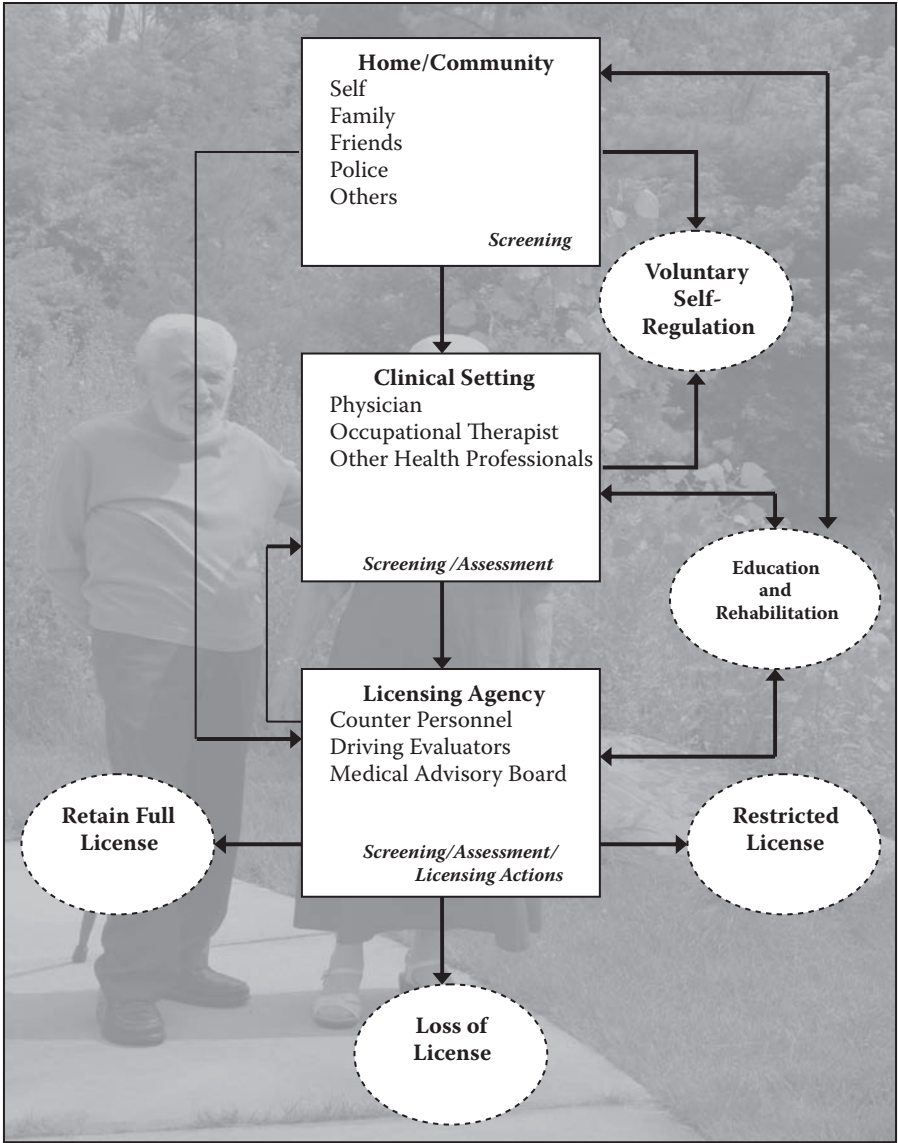 Home/Community
Self
Family
Friends
Police
Others
Screening
Voluntary
Self-
Regulation
Clinical Setting
Physician
Occupational Therapist
Other Health Professionals
Screening /Assessment
Education
and
Rehabilitation
Licensing Agency
Counter Personnel
Driving Evaluators
Medical Advisory Board
Screening/Assessment/
Licensing Actions
Retain Full
License
Restricted
License
Loss of
License